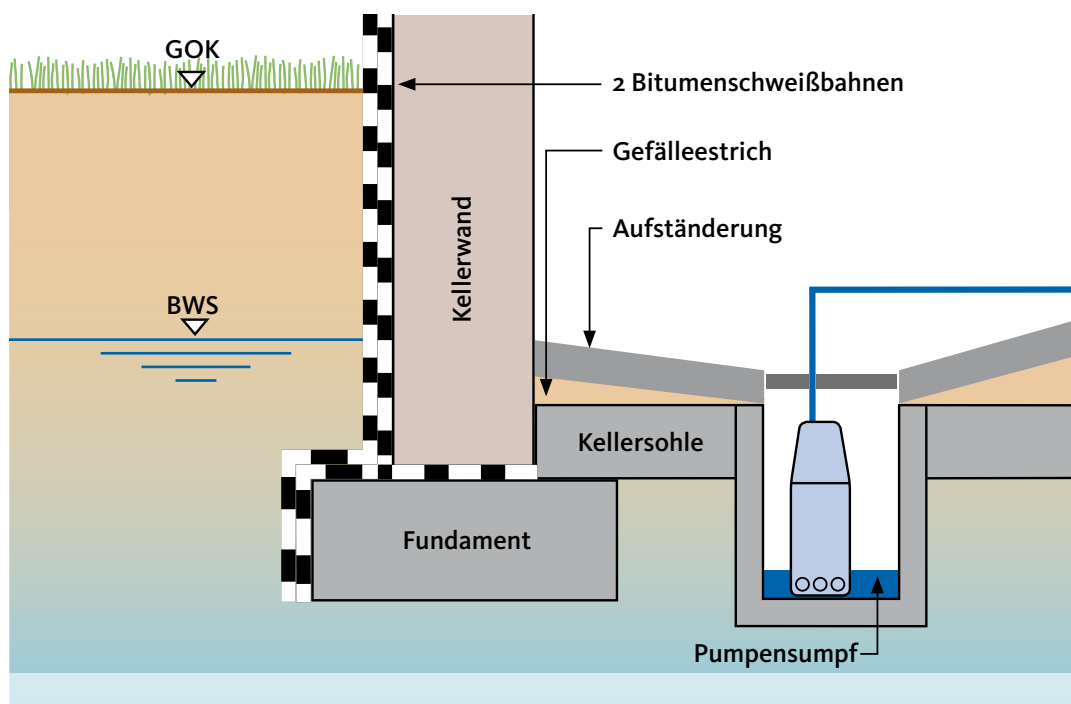 GOK
2 Bitumenschweißbahnen
Gefälleestrich
Aufständerung
Kellerwand
BWS
Kellersohle
Fundament
Pumpensumpf